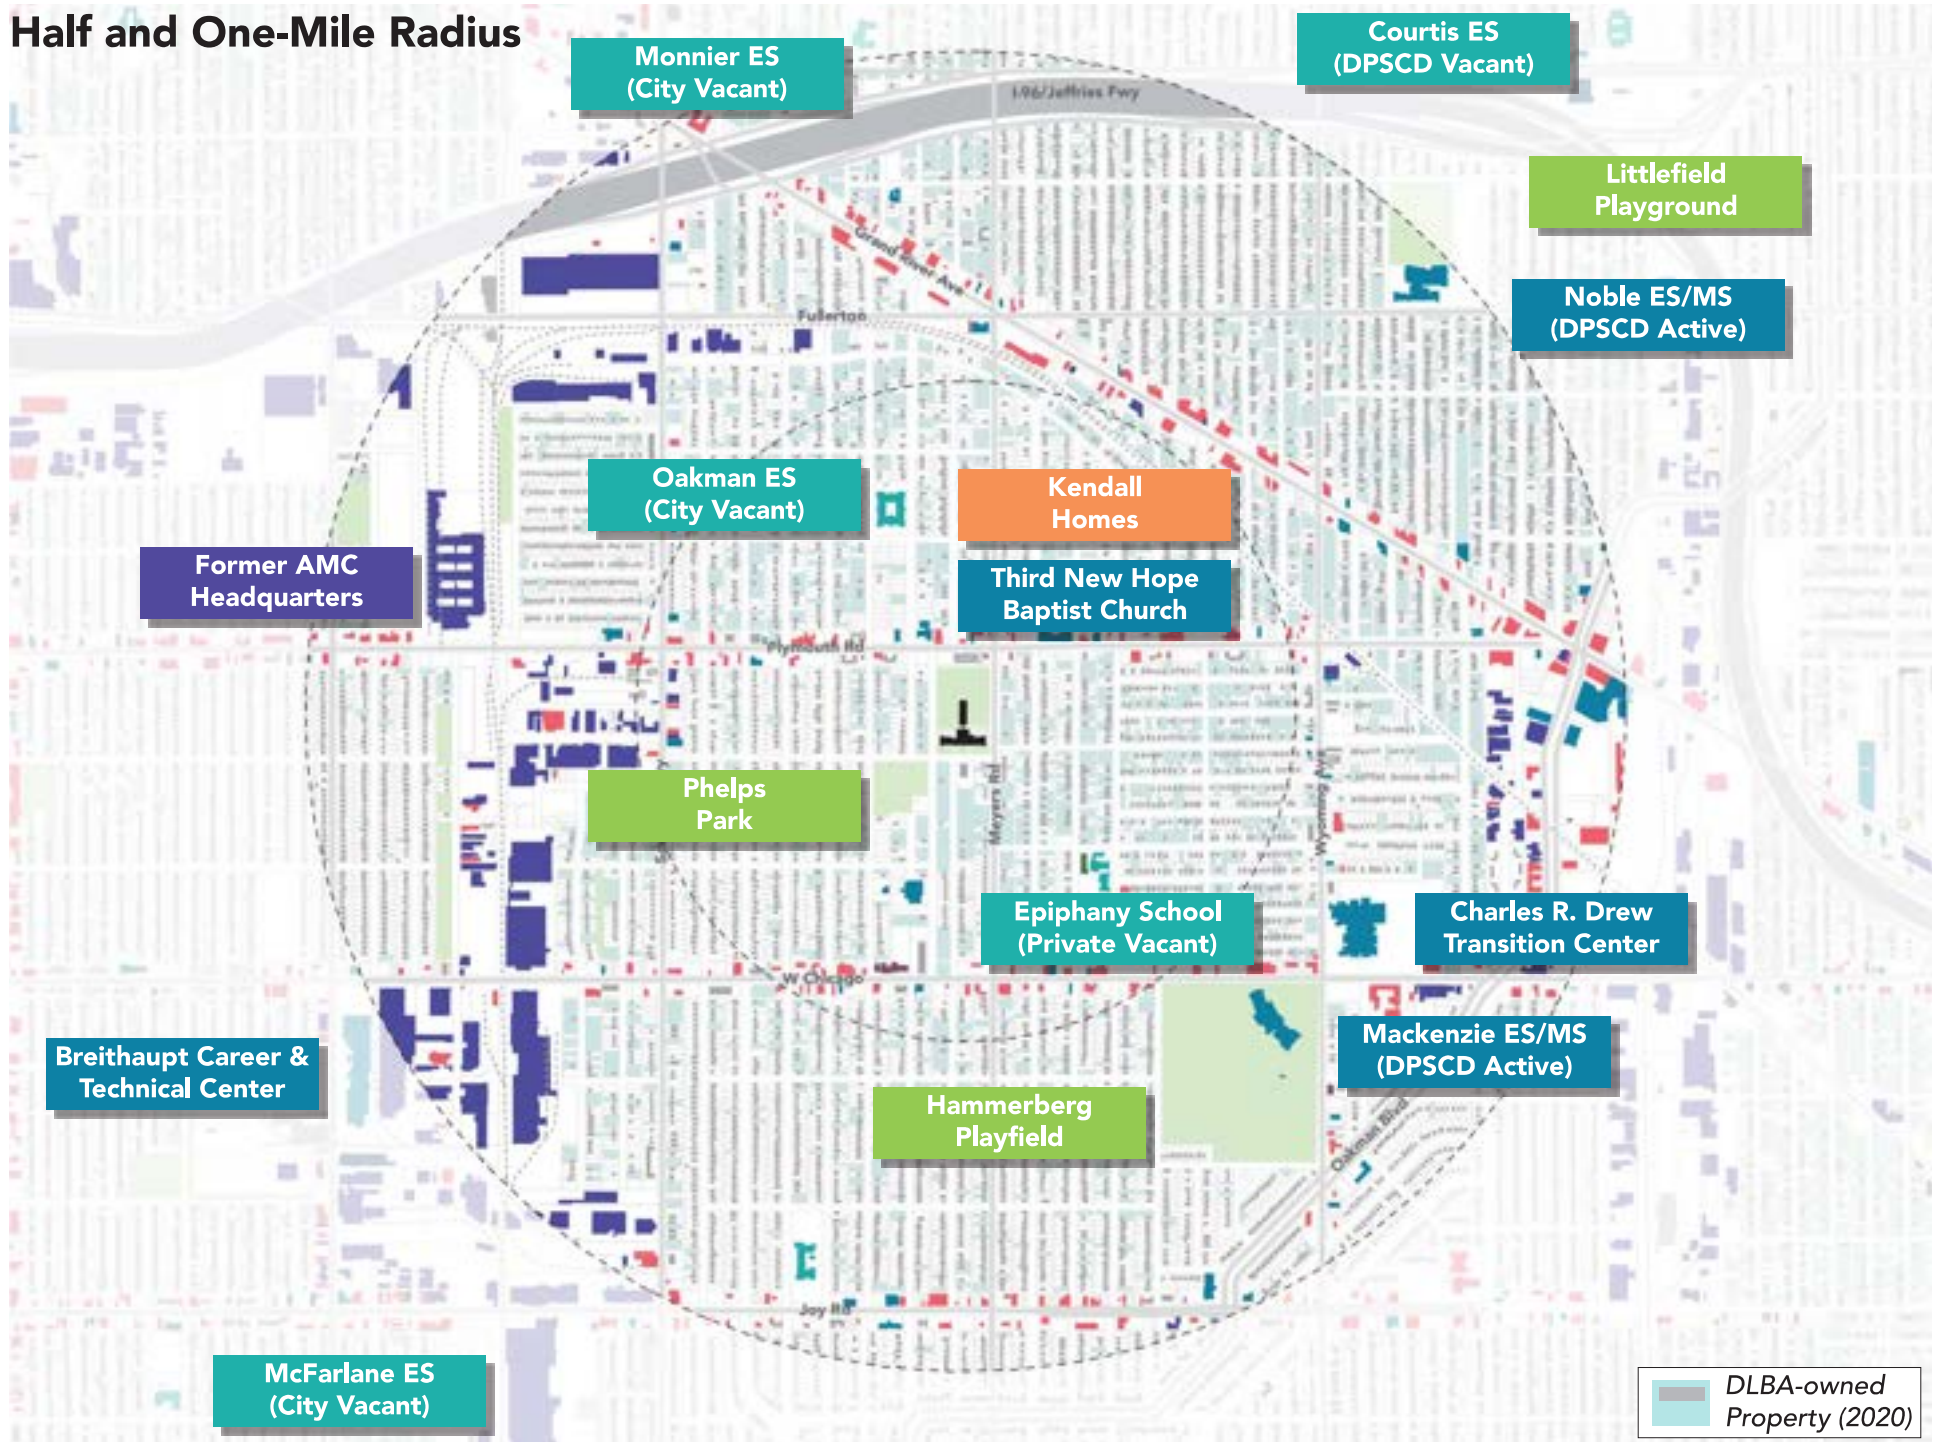 Half and One-Mile Radius
Monnier ES
(City Vacant)
Courtis ES
(DPSCD Vacant)
I-96/Jeffries Fwy
Littlefield
Playground
Grand River Ave
Noble ES/MS
(DPSCD Active)
Fullerton
Oakman ES
(City Vacant)
Kendall
Homes
Former AMC
Headquarters
Third New Hope
Baptist Church
Plymouth Rd
Phelps
Park
Meyers Rd
Wyoming Ave
Epiphany School
(Private Vacant)
Charles R. Drew
Transition Center
W Chicago
Breithaupt Career &
Technical Center
Mackenzie ES/MS
(DPSCD Active)
Hammerberg
Playfield
Oakman Blvd
Joy Rd
McFarlane ES
(City Vacant)
DLBA-owned
Property (2020)